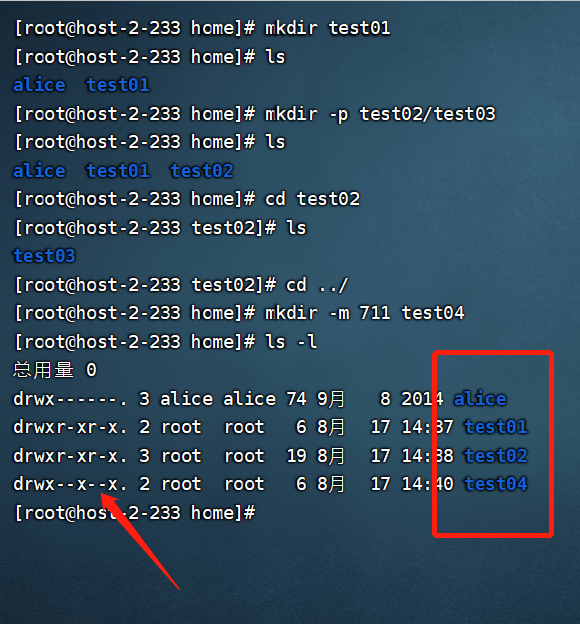 [root@host-2-233 home]# mkdir test01
[root@host-2-233 home]# ls
alice  test01
[root@host-2-233 home]# mkdir -p test02/test03
[root@host-2-233 home]# ls
alice  test01  test02
[root@host-2-233 home]# cd test02
[root@host-2-233 test02]# ls
test03
[root@host-2-233 test02]# cd ../
[root@host-2-233 home]# mkdir -m 711 test04
[root@host-2-233 home]# ls -l
总用量 0
drwx------. 3 alice alice 74 9月   8 2014 alice
drwxr-xr-x. 2 root  root   6 8月  17 14:37 test01
drwxr-xr-x. 3 root  root  19 8月  17 14:38 test02
drwx--x--x. 2 root  root   6 8月  17 14:40 test04
[root@host-2-233 home]#